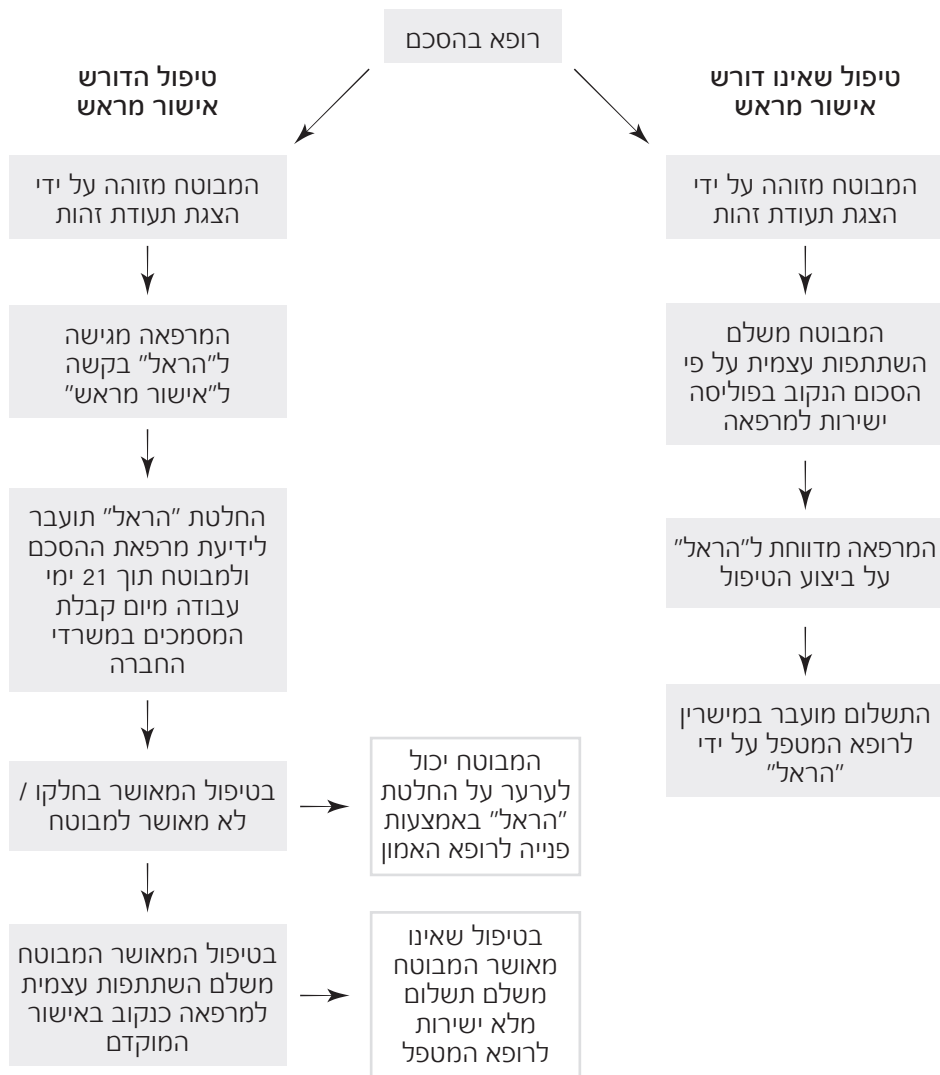 רופא בהסכם
טיפול שאינו דורש
אישור מראש
המבוטח מזוהה על ידי
הצגת תעודת זהות
המבוטח משלם
השתתפות עצמית על פי
הסכום הנקוב בפוליסה
ישירות למרפאה
המרפאה מדווחת ל"הראל"
על ביצוע הטיפול
התשלום מועבר במישרין
לרופא המטפל על ידי
"הראל"
טיפול הדורש
אישור מראש
המבוטח מזוהה על ידי
הצגת תעודת זהות
המרפאה מגישה
ל"הראל" בקשה
ל"אישור מראש"
החלטת "הראל" תועבר
לידיעת מרפאת ההסכם
ולמבוטח תוך 21 ימי
עבודה מיום קבלת
המסמכים במשרדי
החברה
בטיפול המאושר בחלקו /
לא מאושר למבוטח
המבוטח יכול
לערער על החלטת
"הראל" באמצעות
פנייה לרופא האמון
בטיפול המאושר המבוטח
משלם השתתפות עצמית
למרפאה כנקוב באישור
המוקדם
בטיפול שאינו
מאושר המבוטח
משלם תשלום
מלא ישירות
לרופא המטפל